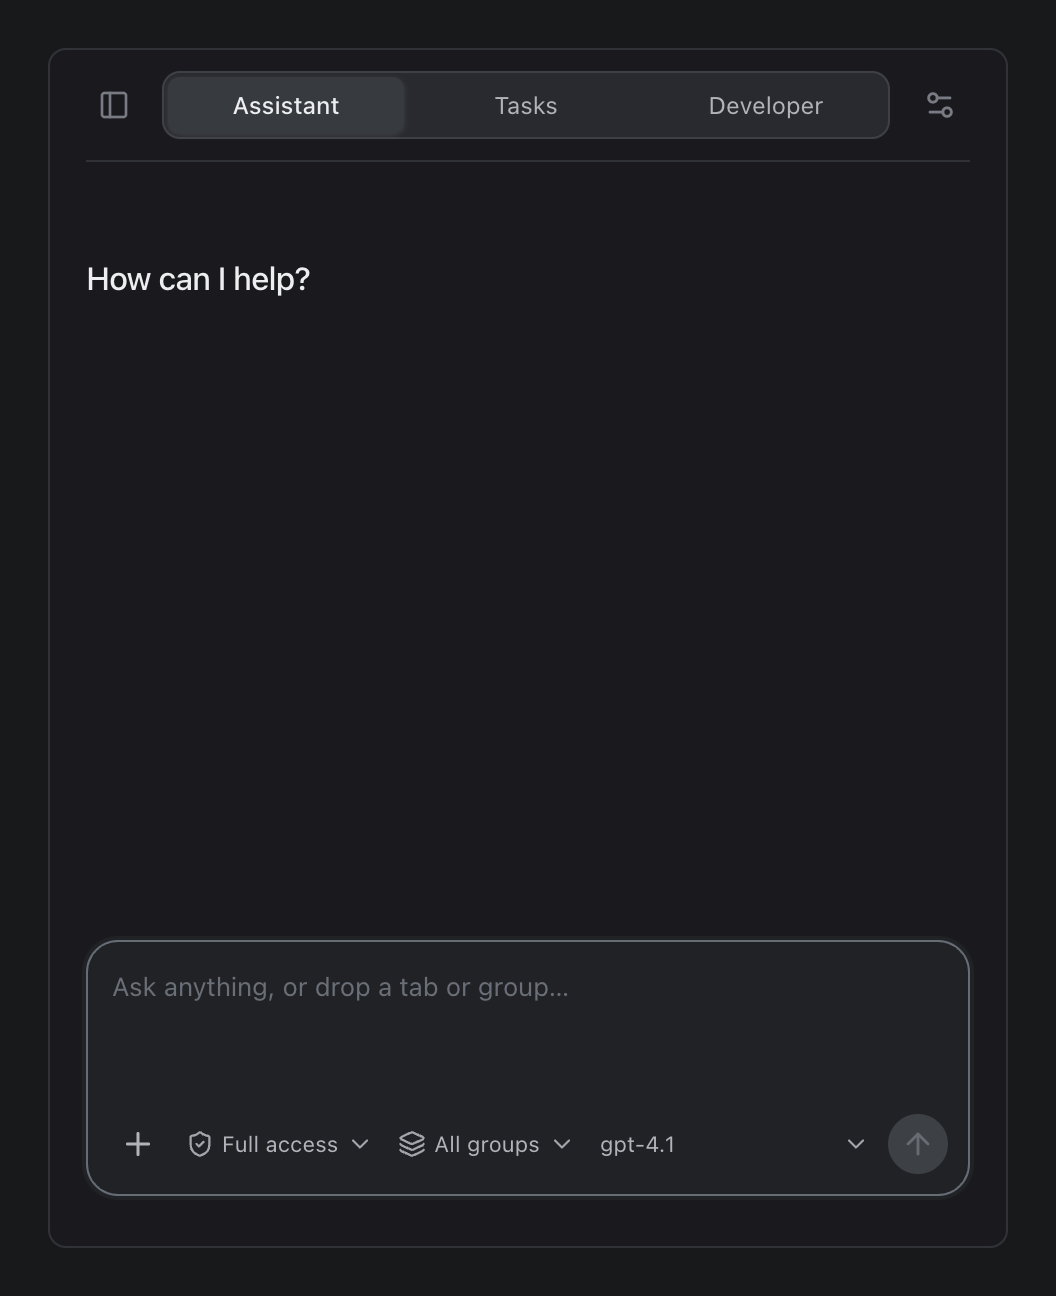 Assistant Tasks Developer
How can I help?
Ask anything, or drop a tab or group...
Full access All groups gpt-4.1